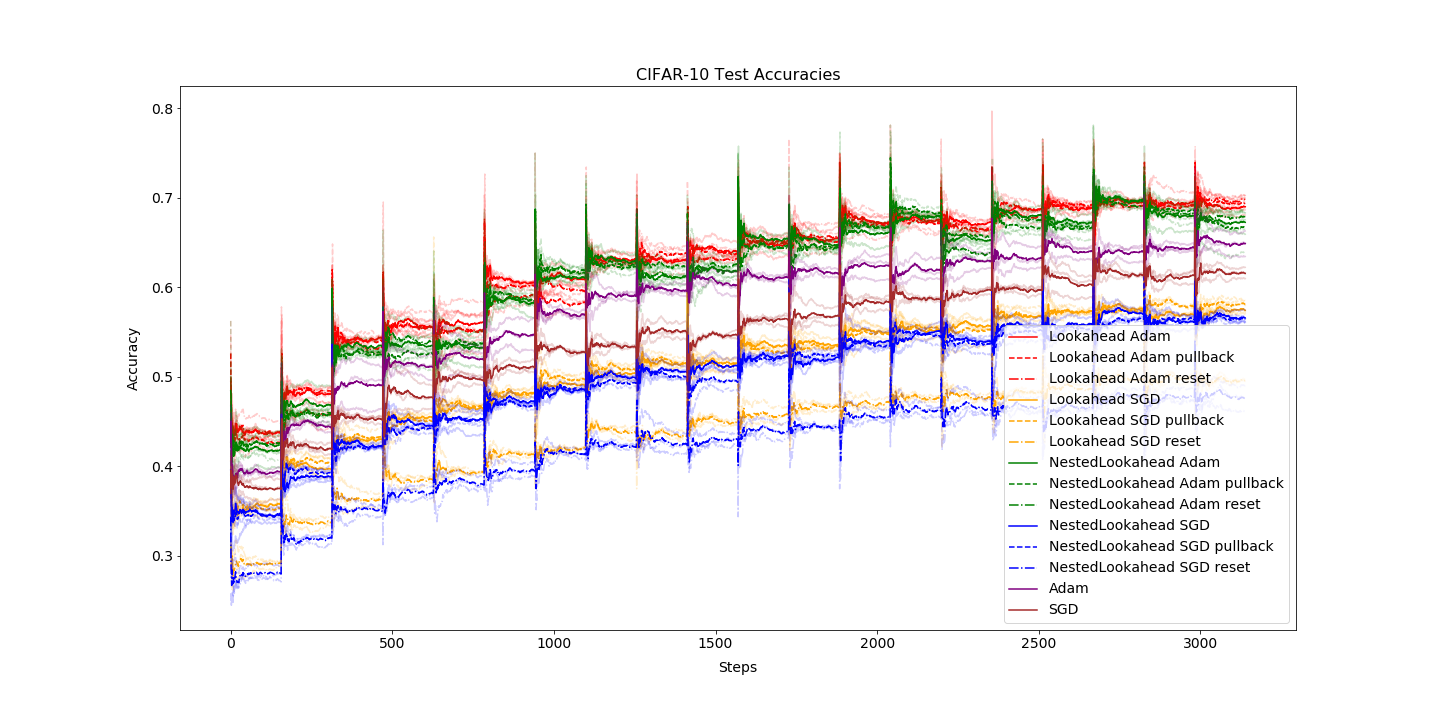 CIFAR-10 Test Accuracies
0.8
0.7
0.6
0.5
0.4
0.3
Accuracy
0
500
1000
1500
2000
2500
3000
Steps
Lookahead Adam
Lookahead Adam pullback
Lookahead Adam reset
Lookahead SGD
Lookahead SGD pullback
Lookahead SGD reset
NestedLookahead Adam
NestedLookahead Adam pullback
NestedLookahead Adam reset
NestedLookahead SGD
NestedLookahead SGD pullback
NestedLookahead SGD reset
Adam
SGD